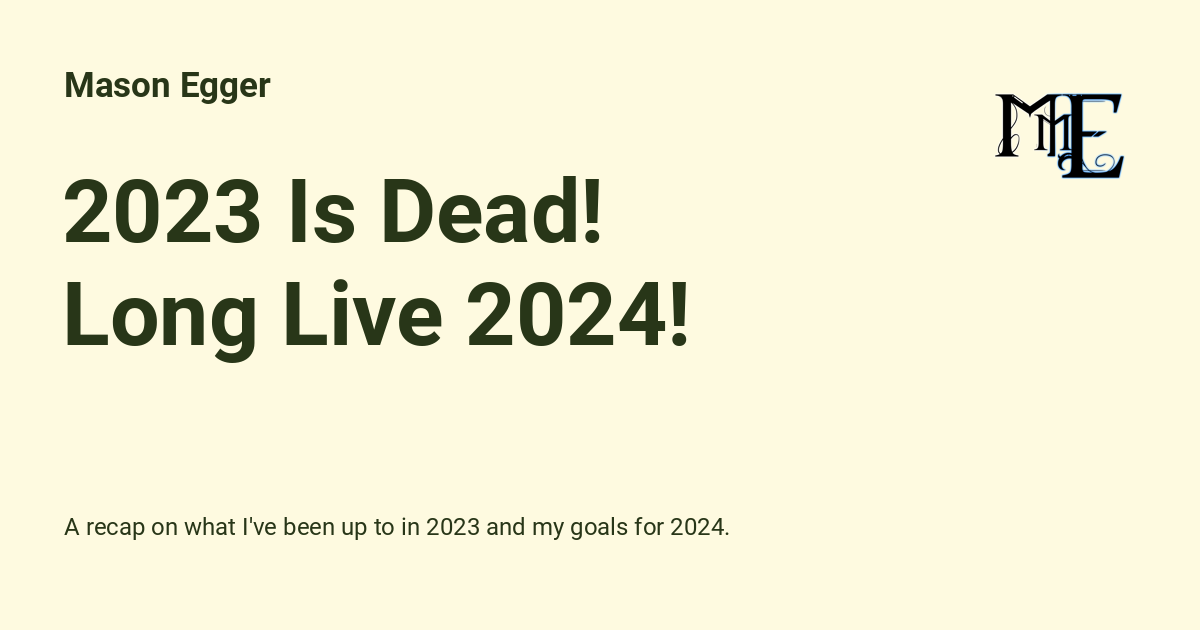 Mason Egger
MmE
2023 Is Dead!
Long Live 2024!
A recap on what I've been up to in 2023 and my goals for 2024.